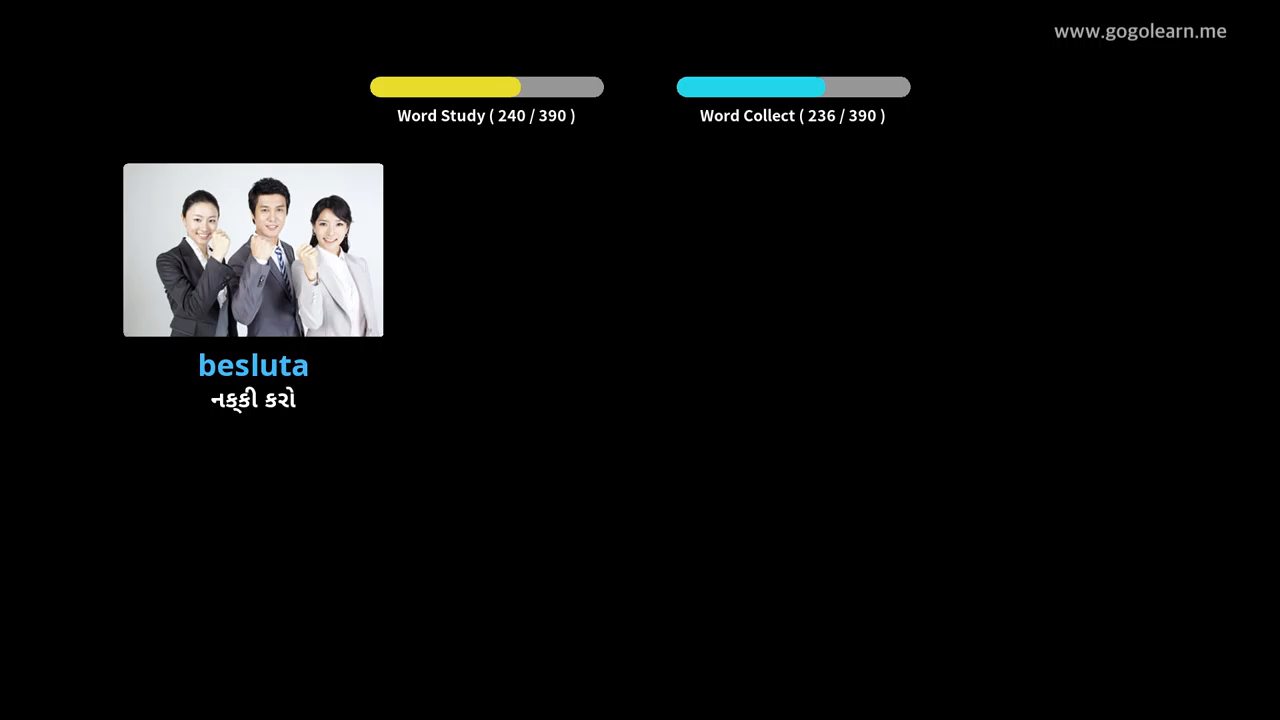 www.gogolearn.me
Word Study ( 240 / 390 )
Word Collect ( 236 / 390 )
besluta
નક્કી કરો